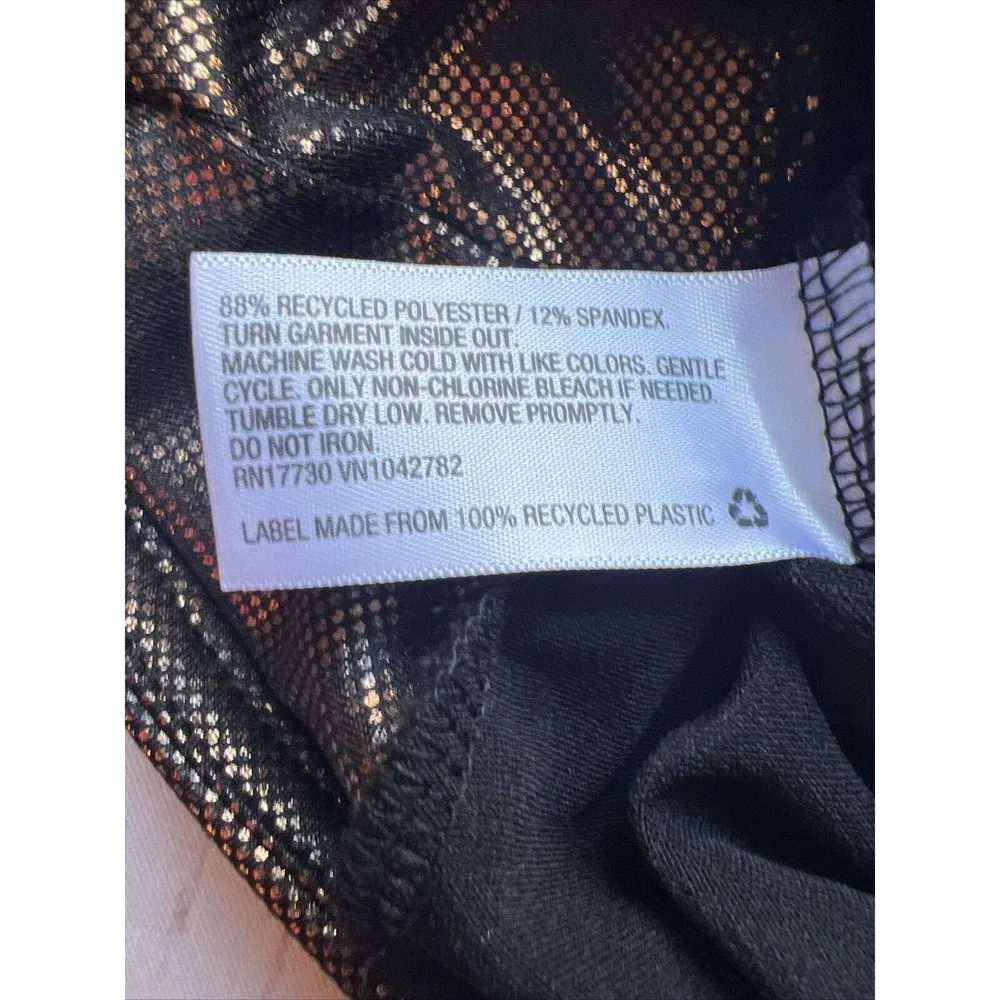 88% RECYCLED POLYESTER / 12% SPANDEX.
TURN GARMENT INSIDE OUT.
MACHINE WASH COLD WITH LIKE COLORS. GENTLE
CYCLE. ONLY NON-CHLORINE BLEACH IF NEEDED.
TUMBLE DRY LOW. REMOVE PROMPTLY.
DO NOT IRON.
RN17730 VN1042782
LABEL MADE FROM 100% RECYCLED PLASTIC